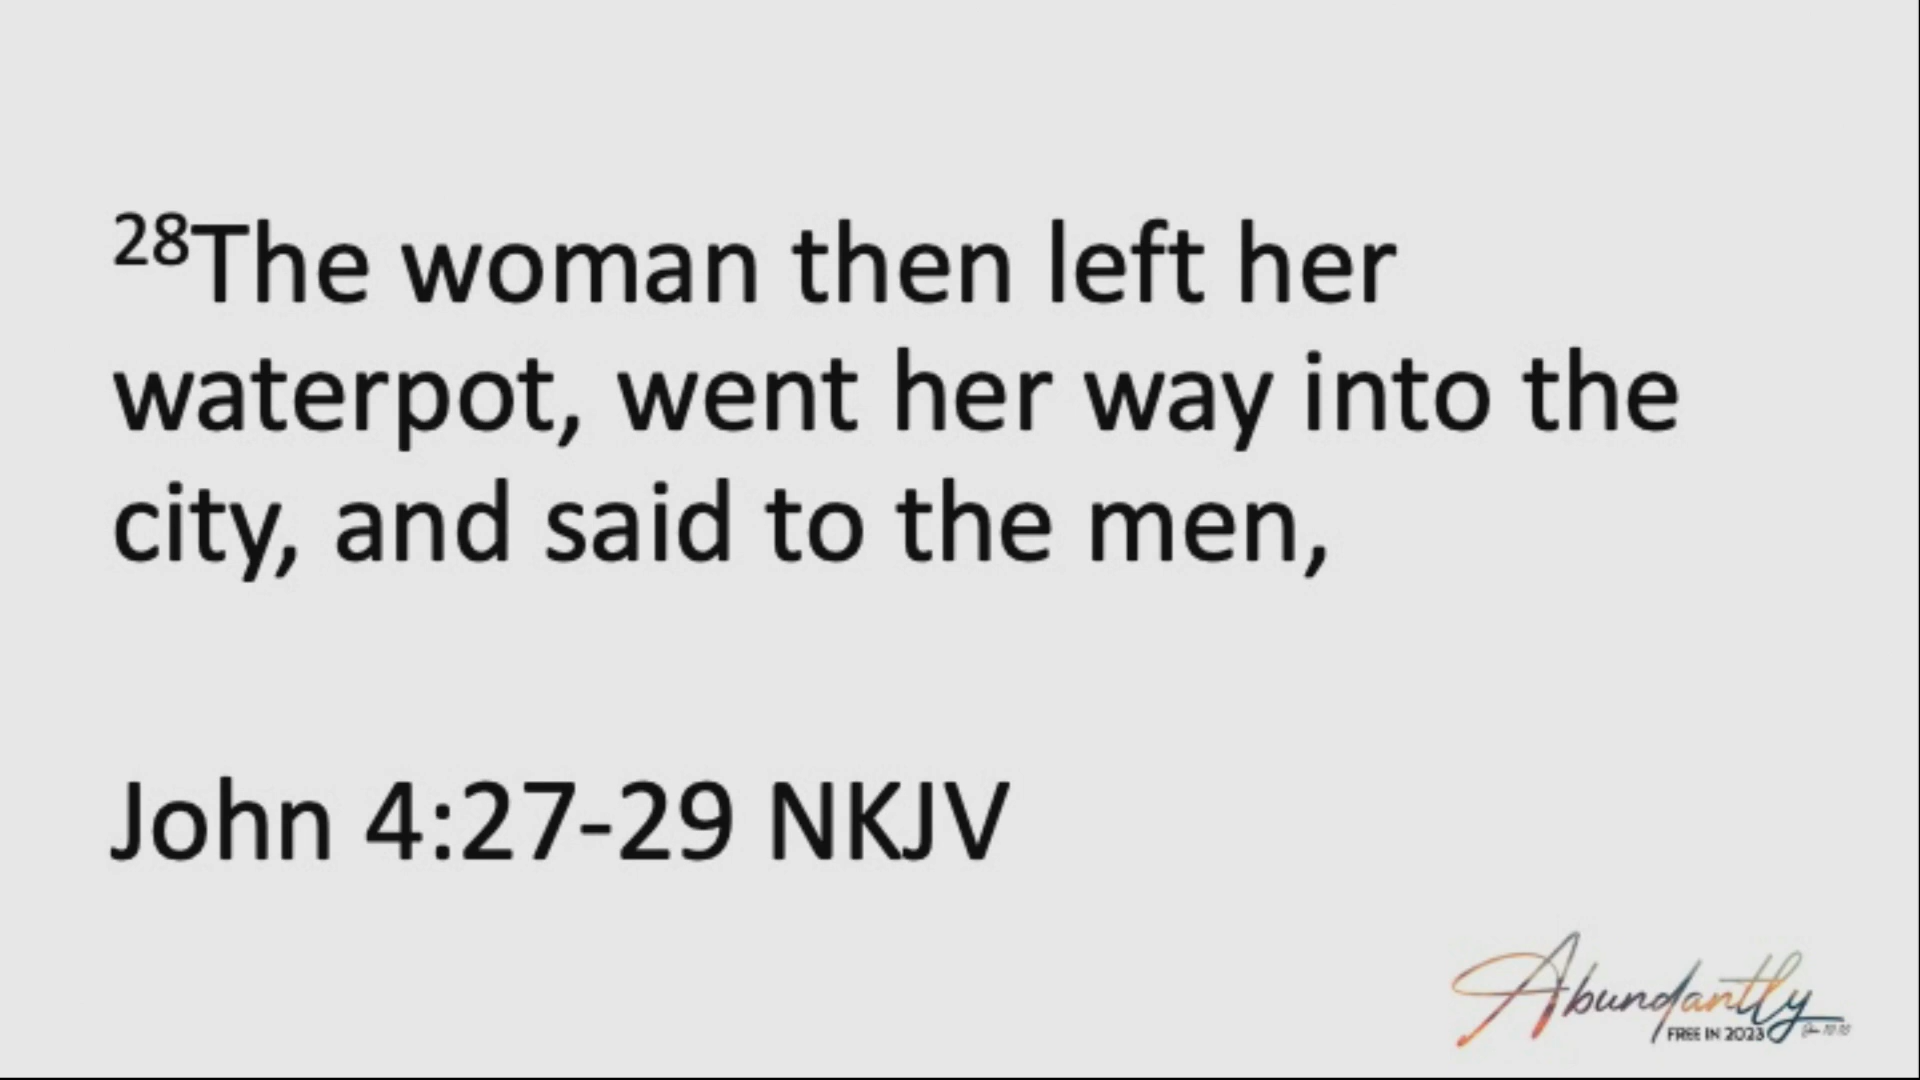 28The woman then left her
waterpot, went her way into the
city, and said to the men,
John 4:27-29 NKJV
Abundantly
FREE IN 2023